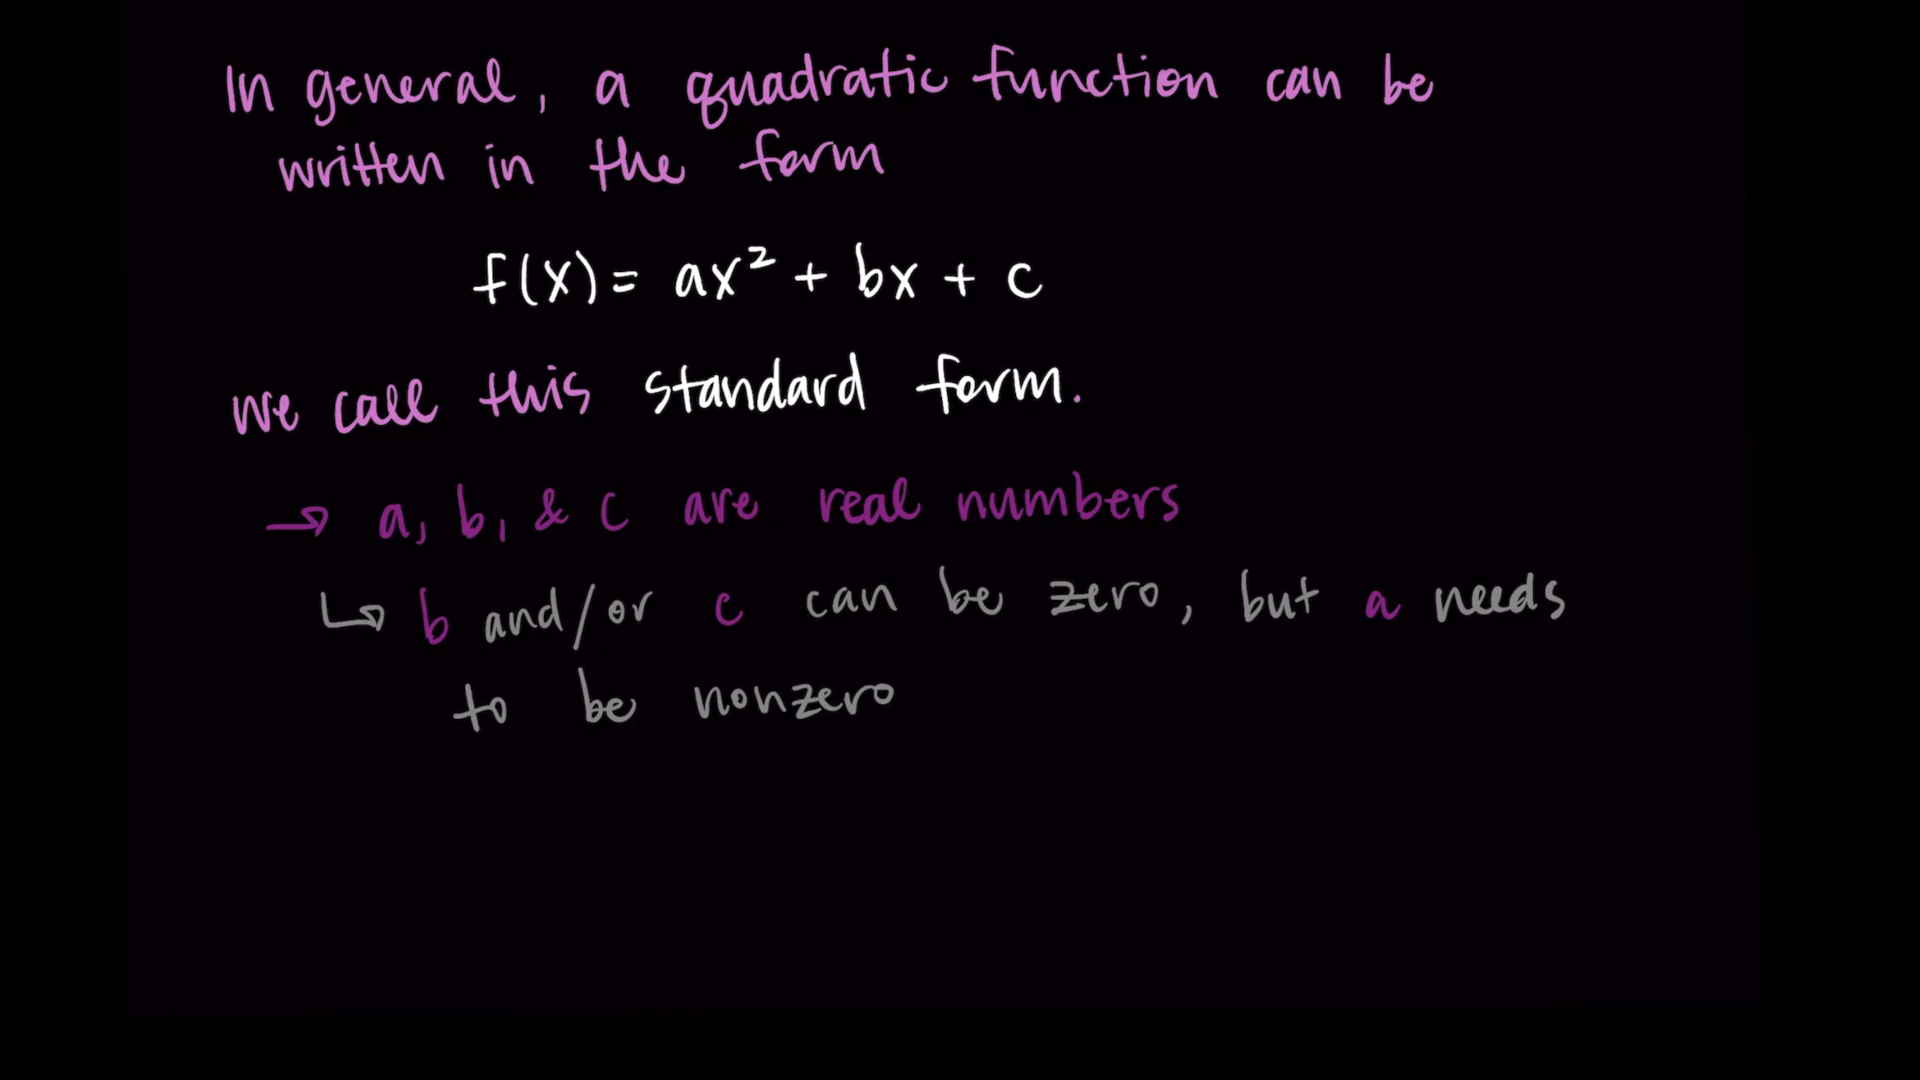 In general, a quadratic function can be
written in the form
f(x) = ax² + bx + c
We call this standard form.
→ a, b, & c are real numbers
↳ b and/or c can be zero, but a needs
to be nonzero